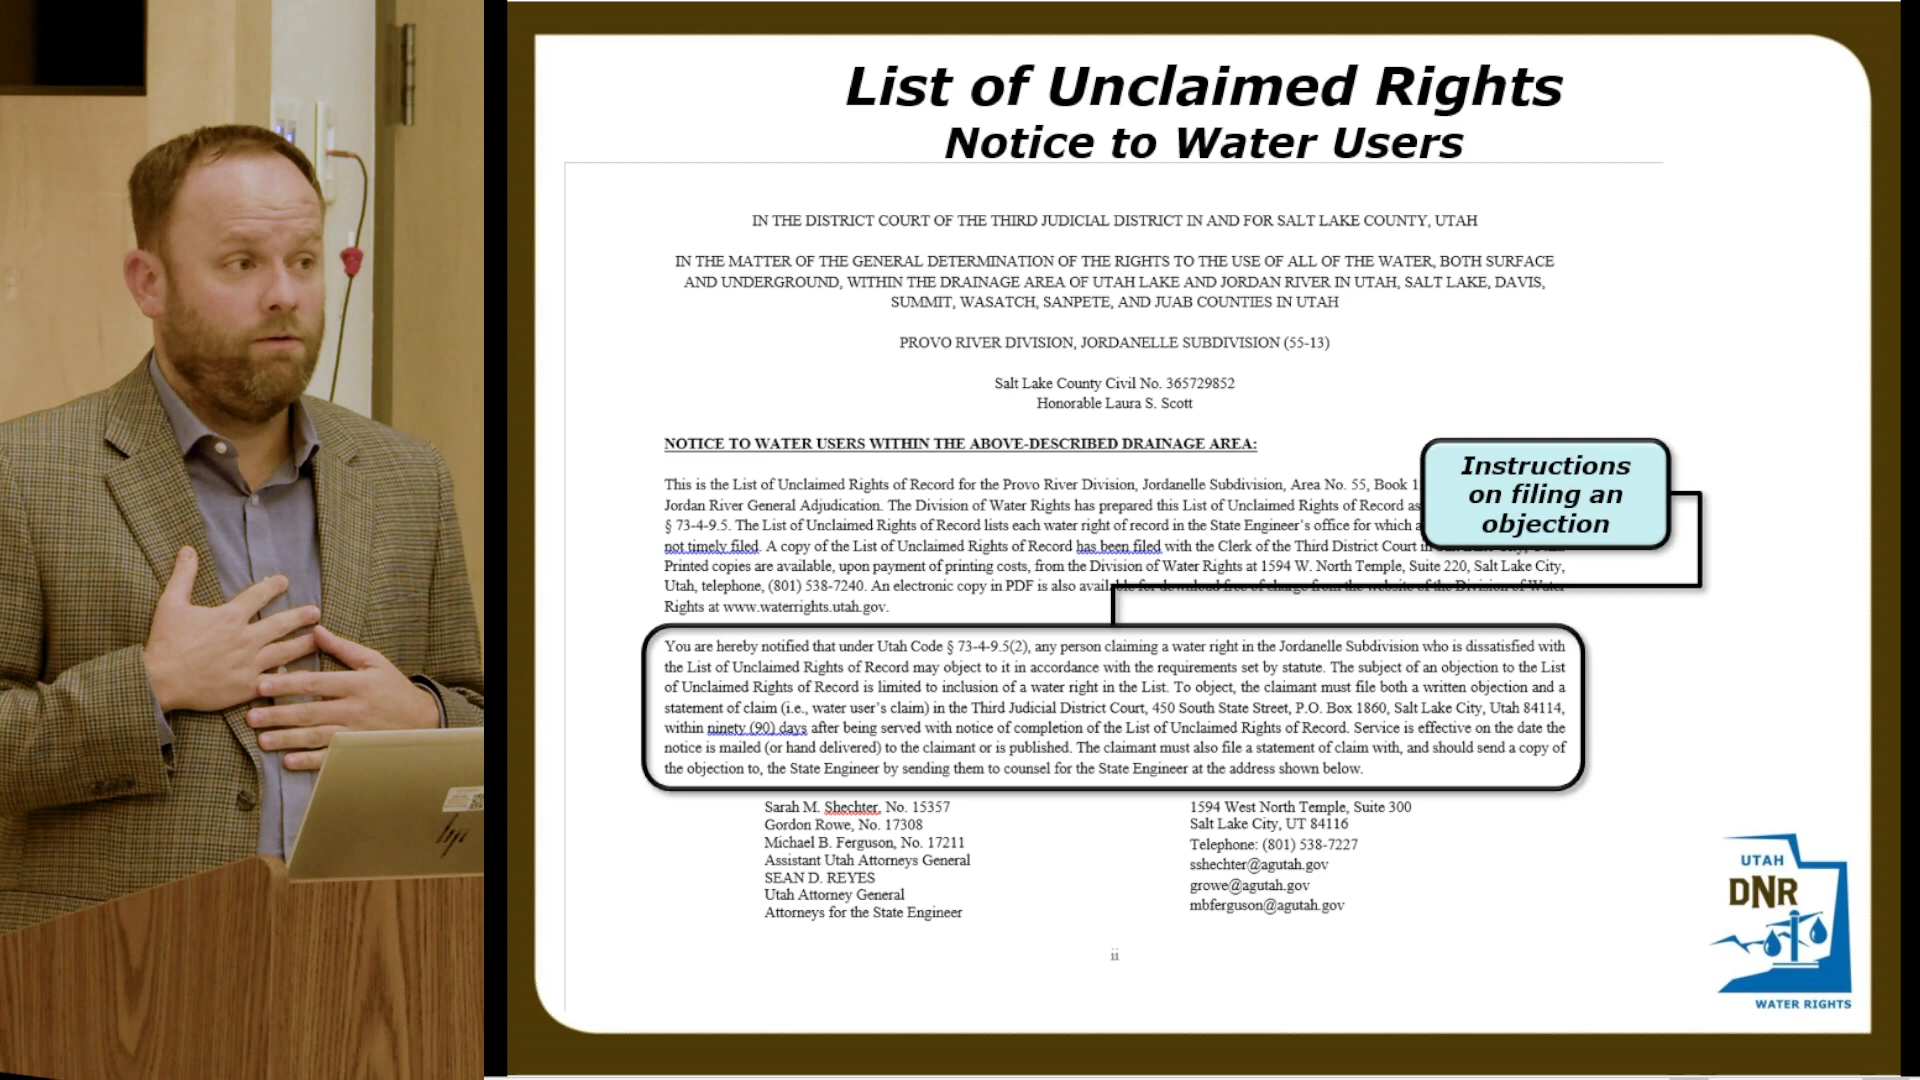 List of Unclaimed Rights
Notice to Water Users
IN THE DISTRICT COURT OF THE THIRD JUDICIAL DISTRICT IN AND FOR SALT LAKE COUNTY, UTAH
IN THE MATTER OF THE GENERAL DETERMINATION OF THE RIGHTS TO THE USE OF ALL OF THE WATER, BOTH SURFACE
AND UNDERGROUND, WITHIN THE DRAINAGE AREA OF UTAH LAKE AND JORDAN RIVER IN UTAH, SALT LAKE, DAVIS,
SUMMIT, WASATCH, SANPETE, AND JUAB COUNTIES IN UTAH
PROVO RIVER DIVISION, JORDANELLE SUBDIVISION (55-13)
Salt Lake County Civil No. 365729852
Honorable Laura S. Scott
NOTICE TO WATER USERS WITHIN THE ABOVE-DESCRIBED DRAINAGE AREA:
This is the List of Unclaimed Rights of Record for the Provo River Division, Jordanelle Subdivision, Area No. 55, Book 1
Jordan River General Adjudication. The Division of Water Rights has prepared this List of Unclaimed Rights of Record as
§ 73-4-9.5. The List of Unclaimed Rights of Record lists each water right of record in the State Engineer's office for which a
not timely filed. A copy of the List of Unclaimed Rights of Record has been filed with the Clerk of the Third District Court in
Printed copies are available, upon payment of printing costs, from the Division of Water Rights at 1594 W. North Temple, Suite 220, Salt Lake City,
Utah, telephone, (801) 538-7240. An electronic copy in PDF is also available for download free of charge from the website of the Division of Water
Rights at www.waterrights.utah.gov.
Instructions
on filing an
objection
You are hereby notified that under Utah Code § 73-4-9.5(2), any person claiming a water right in the Jordanelle Subdivision who is dissatisfied with
the List of Unclaimed Rights of Record may object to it in accordance with the requirements set by statute. The subject of an objection to the List
of Unclaimed Rights of Record is limited to inclusion of a water right in the List. To object, the claimant must file both a written objection and a
statement of claim (i.e., water user's claim) in the Third Judicial District Court, 450 South State Street, P.O. Box 1860, Salt Lake City, Utah 84114,
within ninety (90) days after being served with notice of completion of the List of Unclaimed Rights of Record. Service is effective on the date the
notice is mailed (or hand delivered) to the claimant or is published. The claimant must also file a statement of claim with, and should send a copy of
the objection to, the State Engineer by sending them to counsel for the State Engineer at the address shown below.
Sarah M. Shechter, No. 15357
Gordon Rowe, No. 17308
Michael B. Ferguson, No. 17211
Assistant Utah Attorneys General
SEAN D. REYES
Utah Attorney General
Attorneys for the State Engineer
1594 West North Temple, Suite 300
Salt Lake City, UT 84116
Telephone: (801) 538-7227
sshechter@agutah.gov
growe@agutah.gov
mbferguson@agutah.gov
ii
UTAH
DNR
WATER RIGHTS
hp